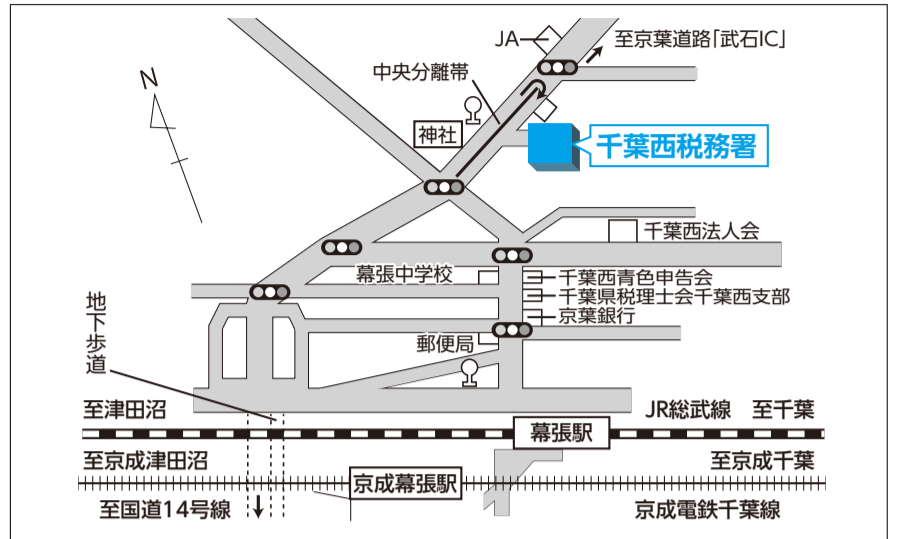 JA
至京葉道路「武石IC」
中央分離帯
N
神社
千葉西税務署
千葉西法人会
幕張中学校
千葉西青色申告会
千葉県税理士会千葉西支部
京葉銀行
地下歩道
郵便局
至津田沼
JR総武線 至千葉
幕張駅
至京成津田沼
至京成千葉
京成幕張駅
至国道14号線
京成電鉄千葉線